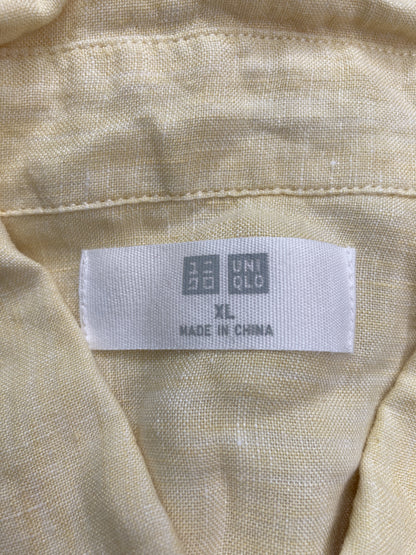 ユニ UNI
クロ QLO
XL
MADE IN CHINA